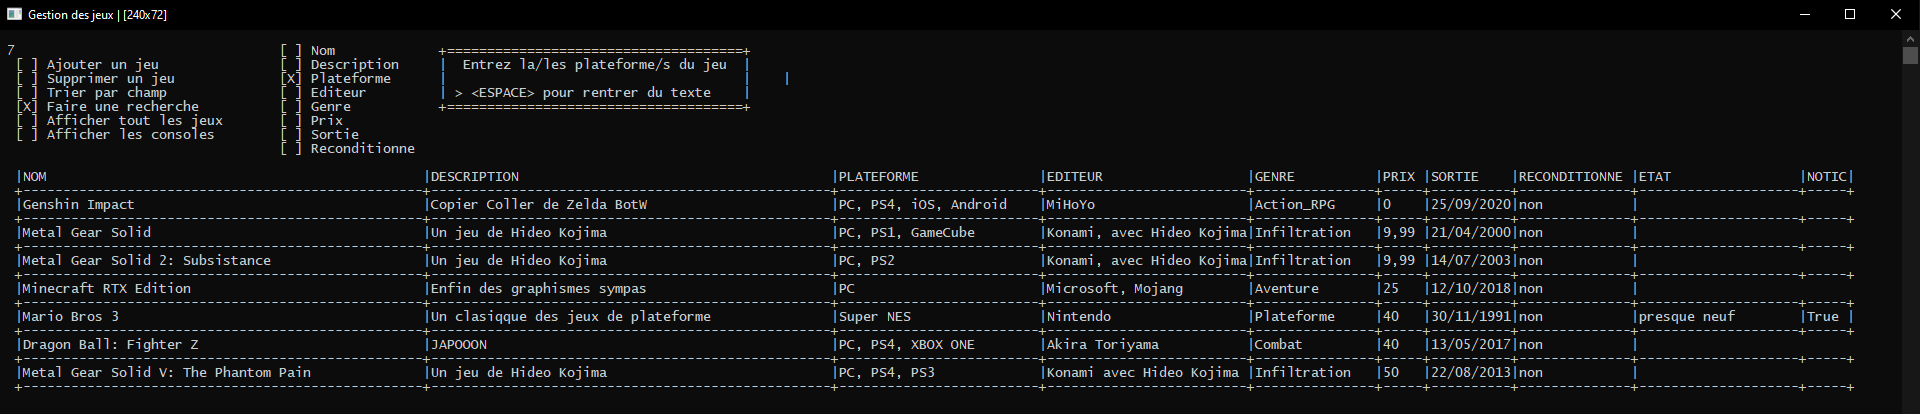 Gestion des jeux | [240x72]
7 [ ] Nom +=====================================+
[ ] Ajouter un jeu [ ] Description | Entrez la/les plateforme/s du jeu |
[ ] Supprimer un jeu [X] Plateforme | | |
[ ] Trier par champ [ ] Editeur | > <ESPACE> pour rentrer du texte |
[X] Faire une recherche [ ] Genre +=====================================+
[ ] Afficher tout les jeux [ ] Prix
[ ] Afficher les consoles [ ] Sortie
[ ] Reconditionne
|NOM |DESCRIPTION |PLATEFORME |EDITEUR |GENRE |PRIX |SORTIE |RECONDITIONNE |ETAT |NOTIC|
|Genshin Impact |Copier Coller de Zelda BotW |PC, PS4, iOS, Android |MiHoYo |Action_RPG |0 |25/09/2020|non |
|Metal Gear Solid |Un jeu de Hideo Kojima |PC, PS1, GameCube |Konami, avec Hideo Kojima|Infiltration |9,99 |21/04/2000|non |
|Metal Gear Solid 2: Subsistance |Un jeu de Hideo Kojima |PC, PS2 |Konami, avec Hideo Kojima|Infiltration |9,99 |14/07/2003|non |
|Minecraft RTX Edition |Enfin des graphismes sympas |PC |Microsoft, Mojang |Aventure |25 |12/10/2018|non |
|Mario Bros 3 |Un clasiqque des jeux de plateforme |Super NES |Nintendo |Plateforme |40 |30/11/1991|non |presque neuf |True |
|Dragon Ball: Fighter Z |JAPOOON |PC, PS4, XBOX ONE |Akira Toriyama |Combat |40 |13/05/2017|non |
|Metal Gear Solid V: The Phantom Pain |Un jeu de Hideo Kojima |PC, PS4, PS3 |Konami avec Hideo Kojima |Infiltration |50 |22/08/2013|non |